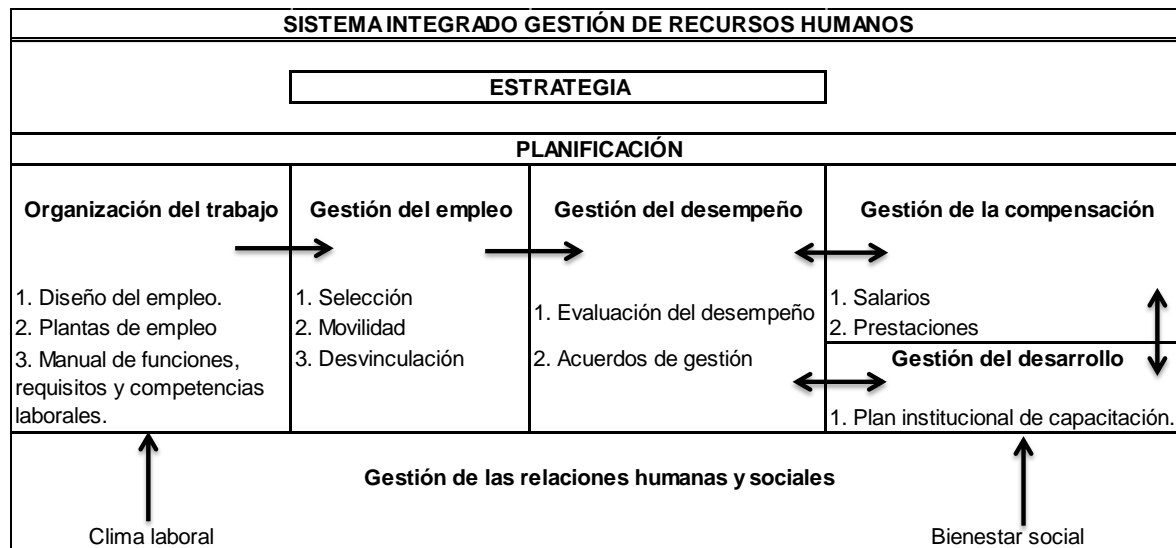 SISTEMA INTEGRADO GESTIÓN DE RECURSOS HUMANOS
ESTRATEGIA
PLANIFICACIÓN
Organización del trabajo
1. Diseño del empleo.
2. Plantas de empleo
3. Manual de funciones,
requisitos y competencias
laborales.
Gestión del empleo
1. Selección
2. Movilidad
3. Desvinculación
Gestión del desempeño
1. Evaluación del desempeño
2. Acuerdos de gestión
Gestión de la compensación
1. Salarios
2. Prestaciones
Gestión del desarrollo
1. Plan institucional de capacitación.
Gestión de las relaciones humanas y sociales
Clima laboral
Bienestar social